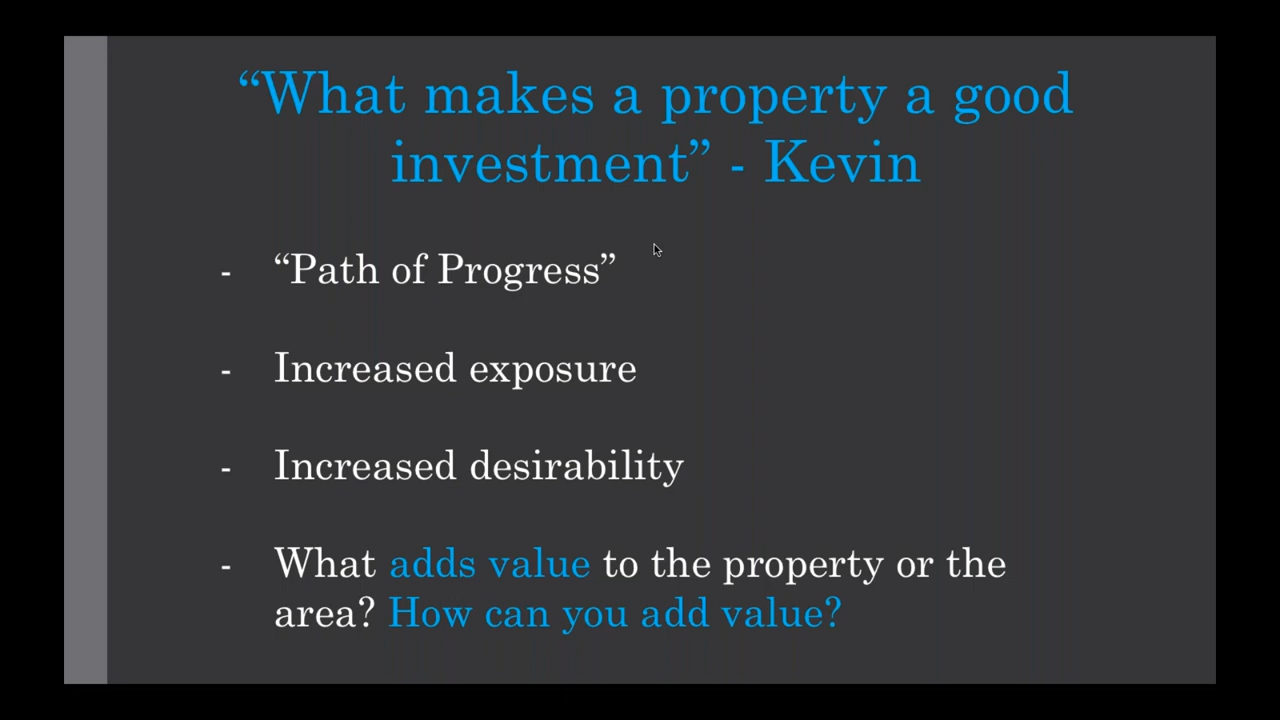 “What makes a property a good
investment” - Kevin
- “Path of Progress”
- Increased exposure
- Increased desirability
- What adds value to the property or the
area? How can you add value?